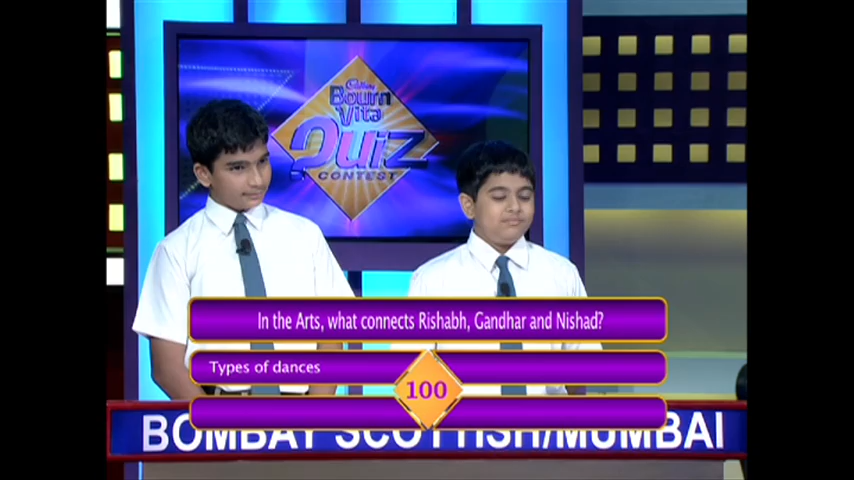 Cadbury
Bourn
Vita
Quiz
CONTEST
In the Arts, what connects Rishabh, Gandhar and Nishad?
Types of dances
100
BOMBAY SCOTTISH/MUMBAI